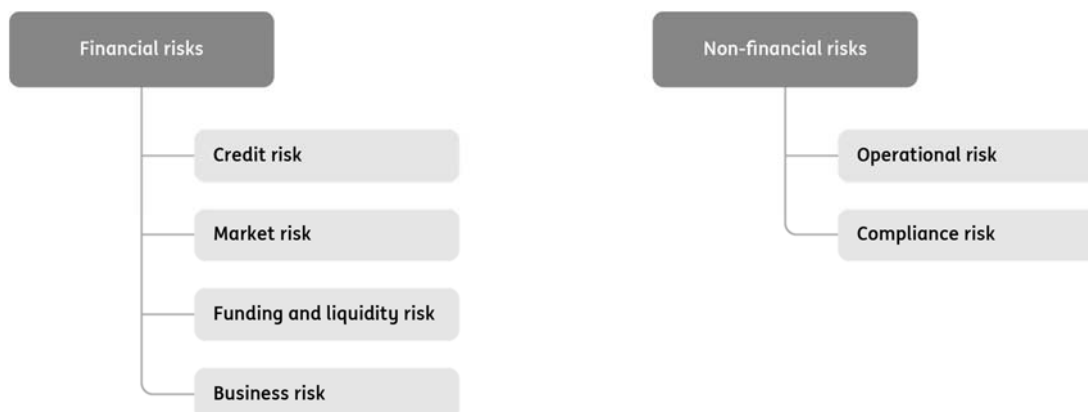 Financial risks
Credit risk
Market risk
Funding and liquidity risk
Business risk
Non-financial risks
Operational risk
Compliance risk